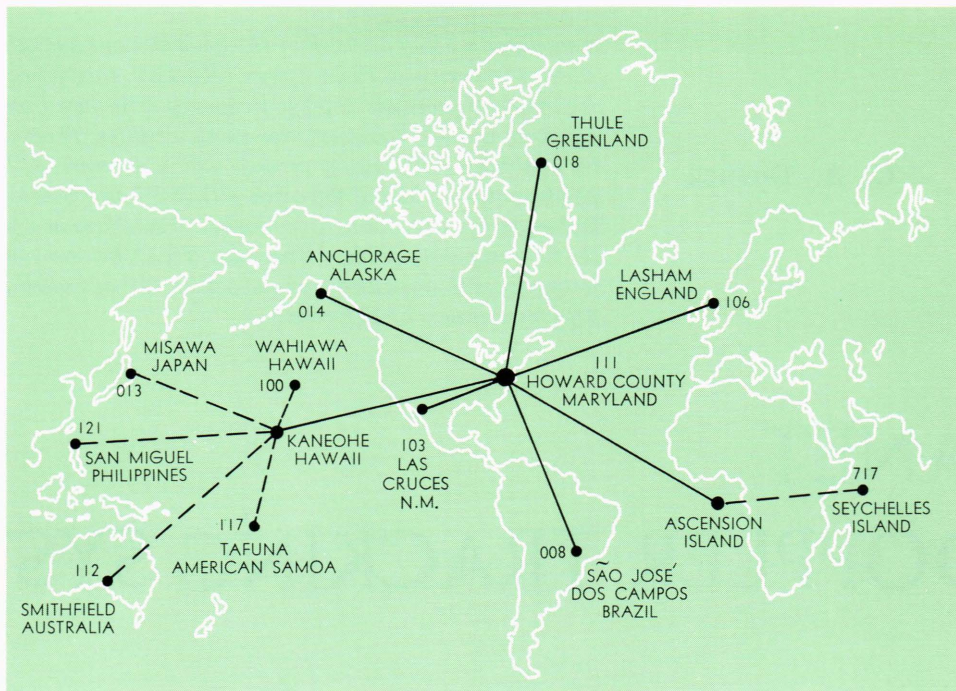 THULE
GREENLAND
018
ANCHORAGE
ALASKA
014
LASHAM
ENGLAND
106
MISAWA
JAPAN
013
WAHIAWA
HAWAII
100
111
HOWARD COUNTY
MARYLAND
121
SAN MIGUEL
PHILIPPINES
KANEOHE
HAWAII
103
LAS
CRUCES
N.M.
717
SEYCHELLES
ISLAND
ASCENSION
ISLAND
117
TAFUNA
AMERICAN SAMOA
008
SÃO JOSÉ
DOS CAMPOS
BRAZIL
112
SMITHFIELD
AUSTRALIA